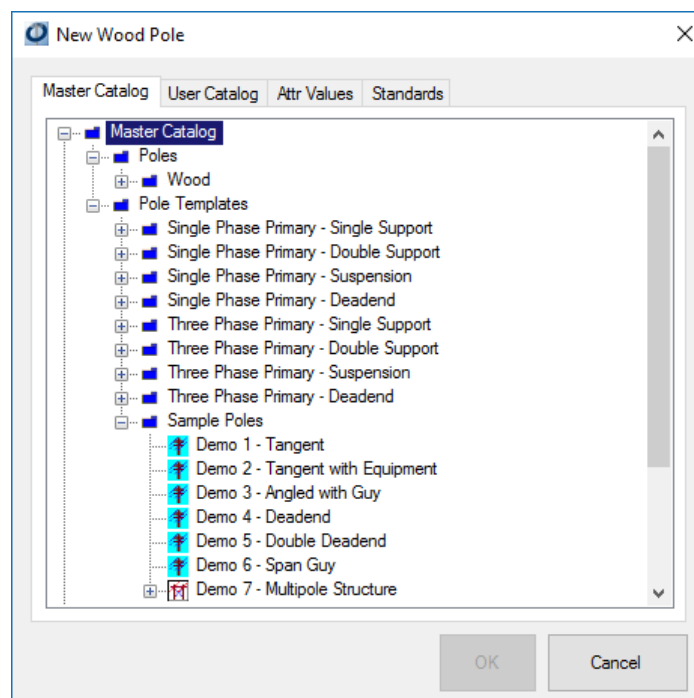 New Wood Pole
Master Catalog User Catalog Attr Values Standards
Master Catalog
Poles
Wood
Pole Templates
Single Phase Primary - Single Support
Single Phase Primary - Double Support
Single Phase Primary - Suspension
Single Phase Primary - Deadend
Three Phase Primary - Single Support
Three Phase Primary - Double Support
Three Phase Primary - Suspension
Three Phase Primary - Deadend
Sample Poles
Demo 1 - Tangent
Demo 2 - Tangent with Equipment
Demo 3 - Angled with Guy
Demo 4 - Deadend
Demo 5 - Double Deadend
Demo 6 - Span Guy
Demo 7 - Multipole Structure
OK Cancel